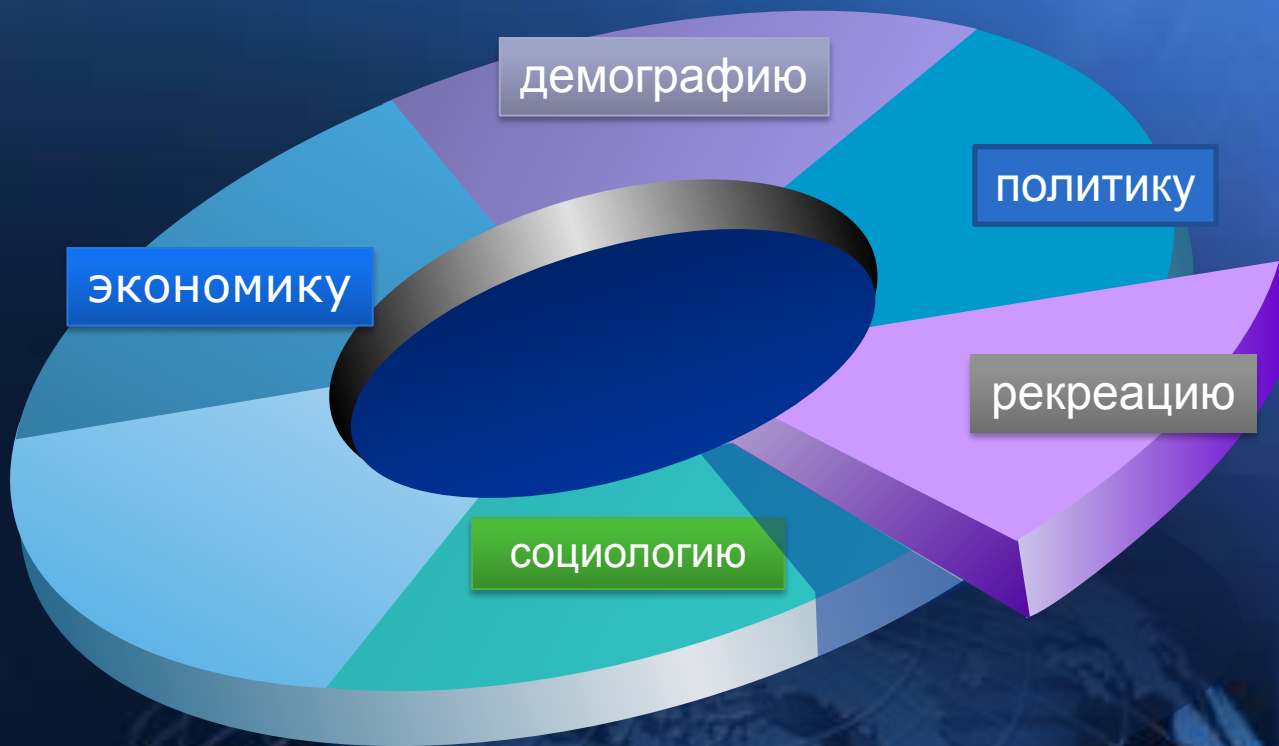 демографию
политику
экономику
рекреацию
социологию